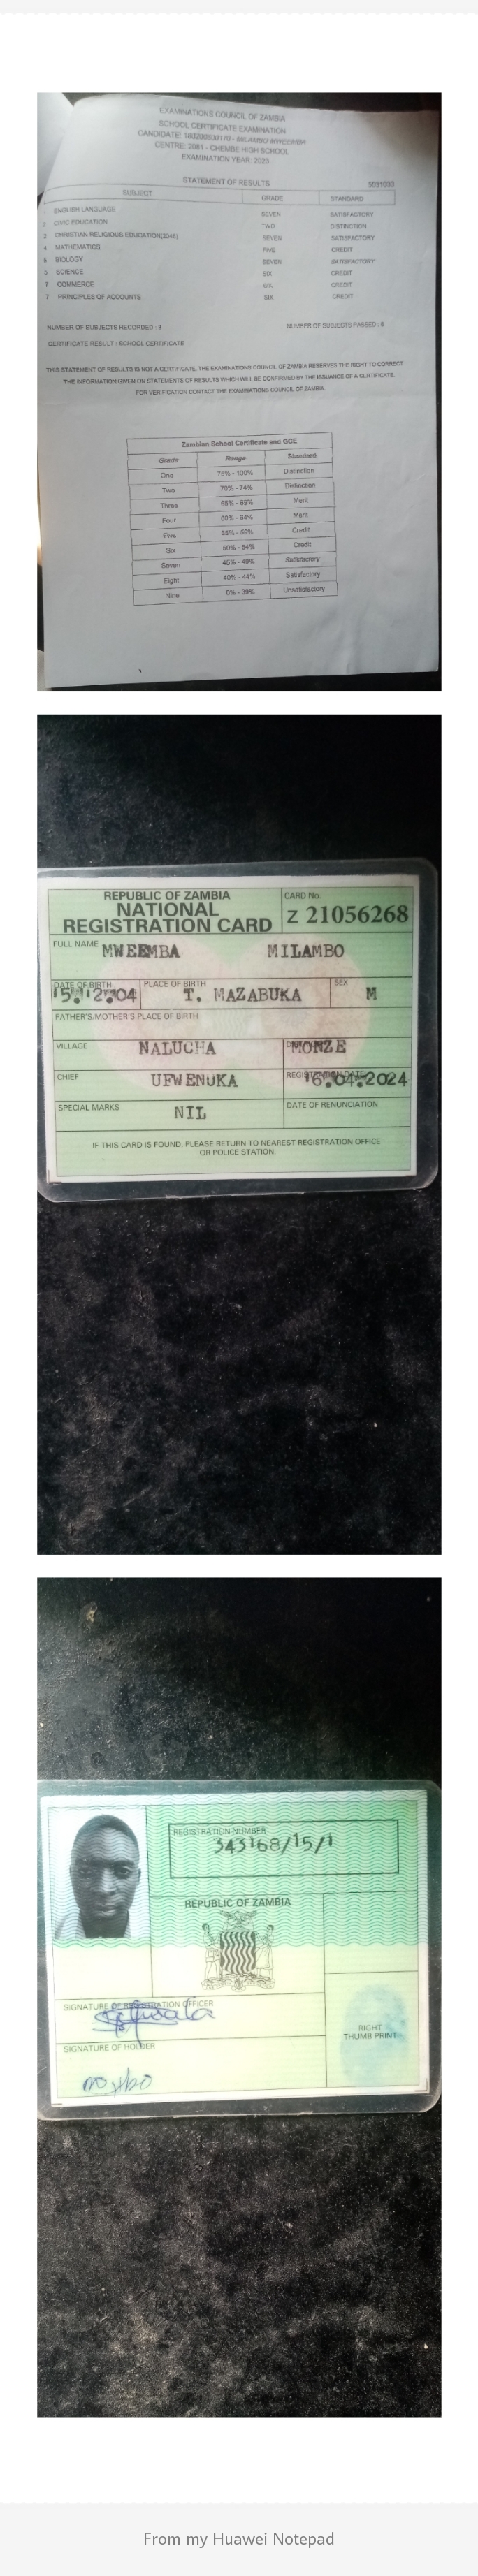 EXAMINATIONS COUNCIL OF ZAMBIA
SCHOOL CERTIFICATE EXAMINATION
CANDIDATE:
CENTRE: 2081 - CHEMBE HIGH SCHOOL
EXAMINATION YEAR: 2023
STATEMENT OF RESULTS
SUBJECT GRADE STANDARD
1 ENGLISH LANGUAGE SEVEN SATISFACTORY
2 CIVIC EDUCATION TWO DISTINCTION
3 CHRISTIAN RELIGIOUS EDUCATION(2046) SEVEN SATISFACTORY
4 MATHEMATICS FIVE CREDIT
BIOLOGY SEVEN SATISFACTORY
SCIENCE SIX CREDIT
7 COMMERCE SIX CREDIT
7 PRINCIPLES OF ACCOUNTS SIX CREDIT
NUMBER OF SUBJECTS RECORDED : 8 NUMBER OF SUBJECTS PASSED : 8
CERTIFICATE RESULT : SCHOOL CERTIFICATE
THIS STATEMENT OF RESULTS IS NOT A CERTIFICATE. THE EXAMINATIONS COUNCIL OF ZAMBIA RESERVES THE RIGHT TO CORRECT
THE INFORMATION GIVEN ON STATEMENTS OF RESULTS WHICH WILL BE CONFIRMED BY THE ISSUANCE OF A CERTIFICATE.
FOR VERIFICATION CONTACT THE EXAMINATIONS COUNCIL OF ZAMBIA.
Zambian School Certificate and GCE
Grade Range Standard
One 75% - 100% Distinction
Two 70% - 74% Distinction
Three 65% - 69% Merit
Four 60% - 64% Merit
Five 55% - 59% Credit
Six 50% - 54% Credit
Seven 45% - 49% Satisfactory
Eight 40% - 44% Satisfactory
Nine 0% - 39% Unsatisfactory
REPUBLIC OF ZAMBIA
NATIONAL
REGISTRATION CARD
CARD No.
Z 21056268
FULL NAME MWEEMBA MILAMBO
DATE OF BIRTH PLACE OF BIRTH SEX
15.12.04 T. MAZABUKA M
FATHER'S/MOTHER'S PLACE OF BIRTH
VILLAGE NALUCHA MONZE
CHIEF UFWENUKA REGISTRATION DATE 16.04.2024
SPECIAL MARKS NIL DATE OF RENUNCIATION
IF THIS CARD IS FOUND, PLEASE RETURN TO NEAREST REGISTRATION OFFICE
OR POLICE STATION.
REGISTRATION NUMBER
343168/15/1
REPUBLIC OF ZAMBIA
SIGNATURE OF REGISTRATION OFFICER
SIGNATURE OF HOLDER
RIGHT
THUMB PRINT
From my Huawei Notepad